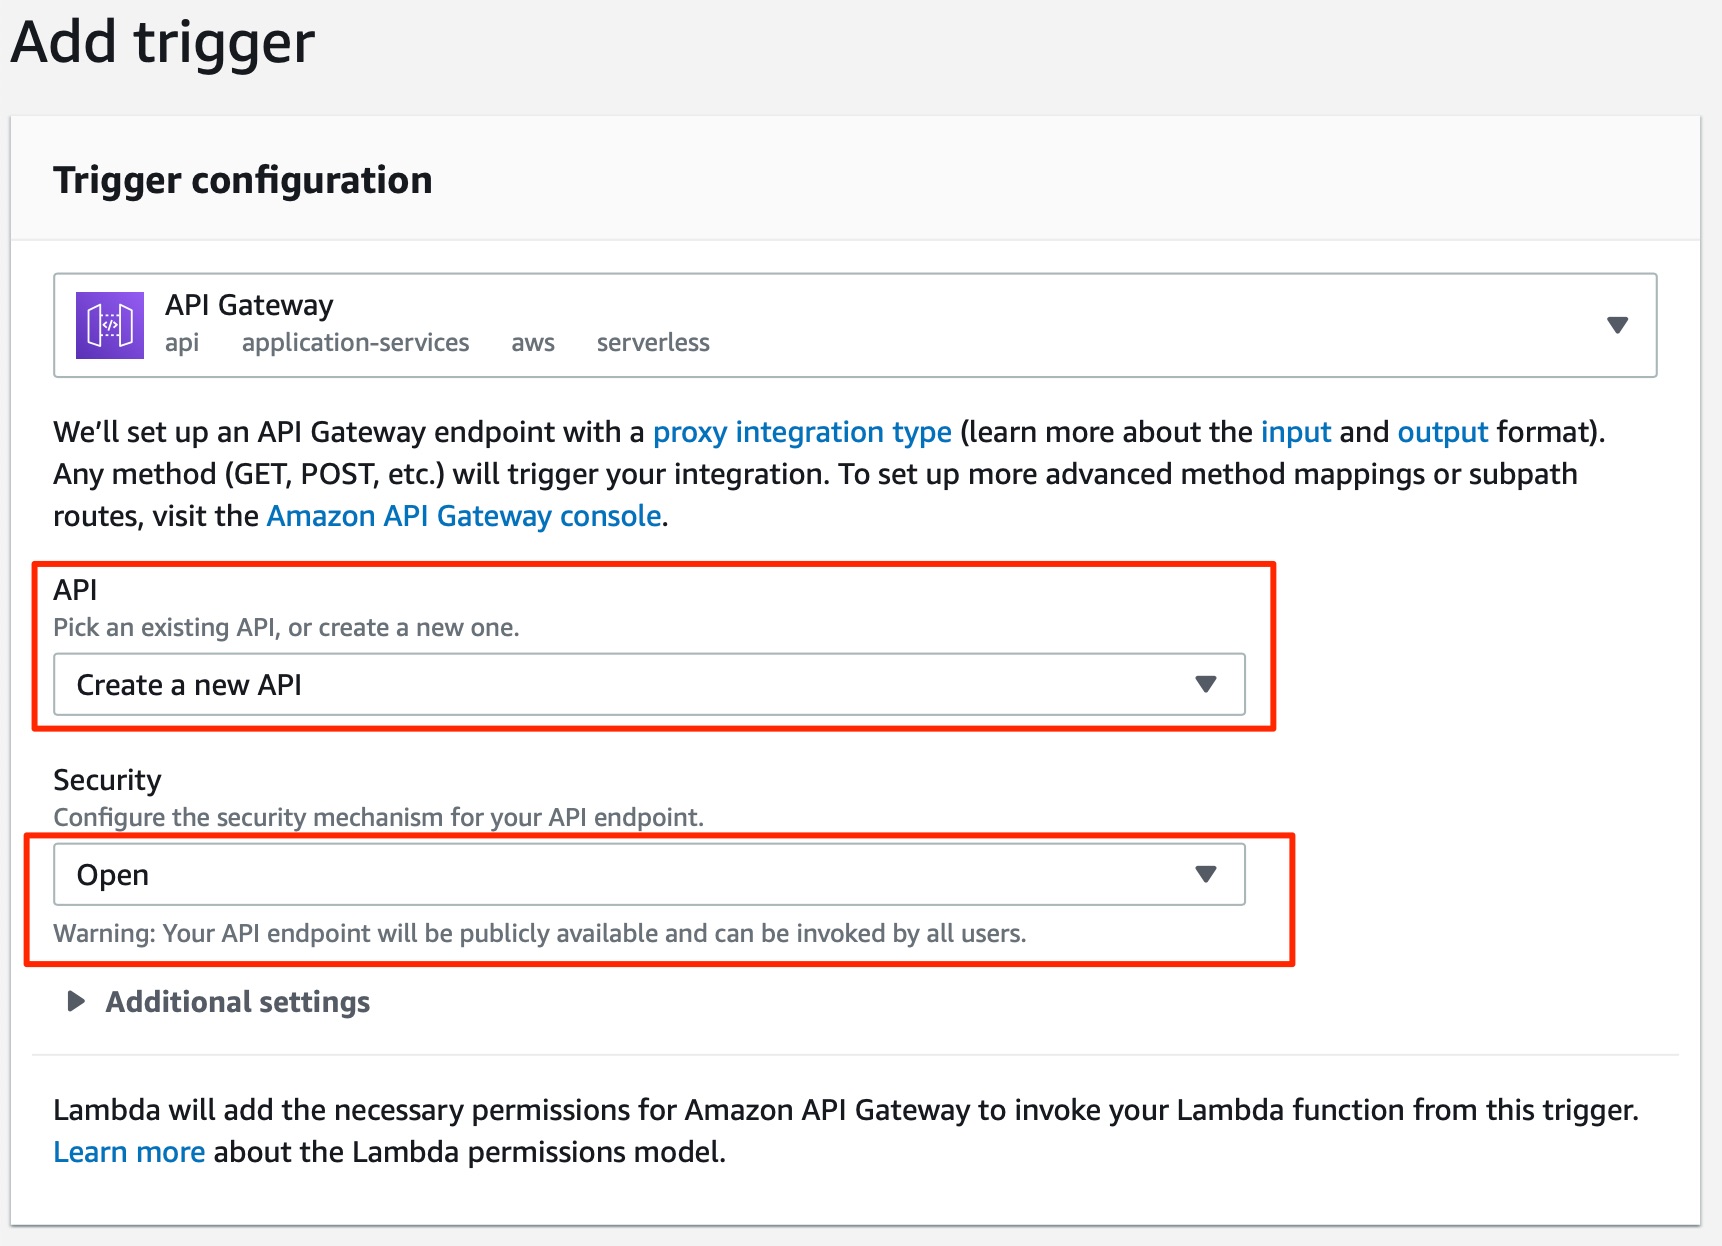 Add trigger
Trigger configuration
API Gateway
api application-services aws serverless
We’ll set up an API Gateway endpoint with a proxy integration type (learn more about the input and output format).
Any method (GET, POST, etc.) will trigger your integration. To set up more advanced method mappings or subpath
routes, visit the Amazon API Gateway console.
API
Pick an existing API, or create a new one.
Create a new API
Security
Configure the security mechanism for your API endpoint.
Open
Warning: Your API endpoint will be publicly available and can be invoked by all users.
Additional settings
Lambda will add the necessary permissions for Amazon API Gateway to invoke your Lambda function from this trigger.
Learn more about the Lambda permissions model.